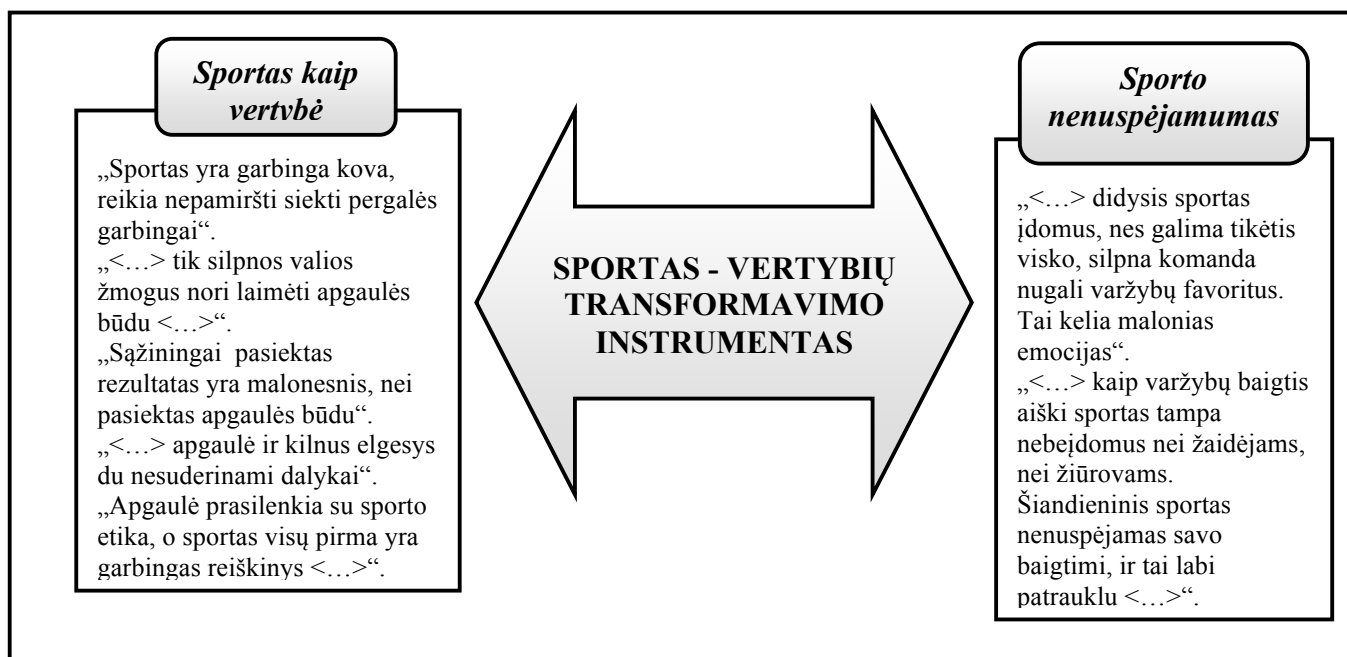 Sportas kaip
vertybė
„Sportas yra garbinga kova,
reikia nepamiršti siekti pergalės
garbingai“.
„<…> tik silpnos valios
žmogus nori laimėti apgaulės
būdu <…>“.
„Sąžiningai pasiektas
rezultatas yra malonesnis, nei
pasiektas apgaulės būdu“.
„<…> apgaulė ir kilnus elgesys
du nesuderinami dalykai“.
„Apgaulė prasilenkia su sporto
etika, o sportas visų pirma yra
garbingas reiškinys <…>“.
SPORTAS - VERTYBIŲ
TRANSFORMAVIMO
INSTRUMENTAS
Sporto
nenuspėjamumas
„<…> didysis sportas
įdomus, nes galima tikėtis
visko, silpna komanda
nugali varžybų favoritus.
Tai kelia malonias
emocijas“.
„<…> kaip varžybų baigtis
aiški sportas tampa
nebeįdomus nei žaidėjams,
nei žiūrovams.
Šiandieninis sportas
nenuspėjamas savo
baigtimi, ir tai labi
patrauklu <…>“.